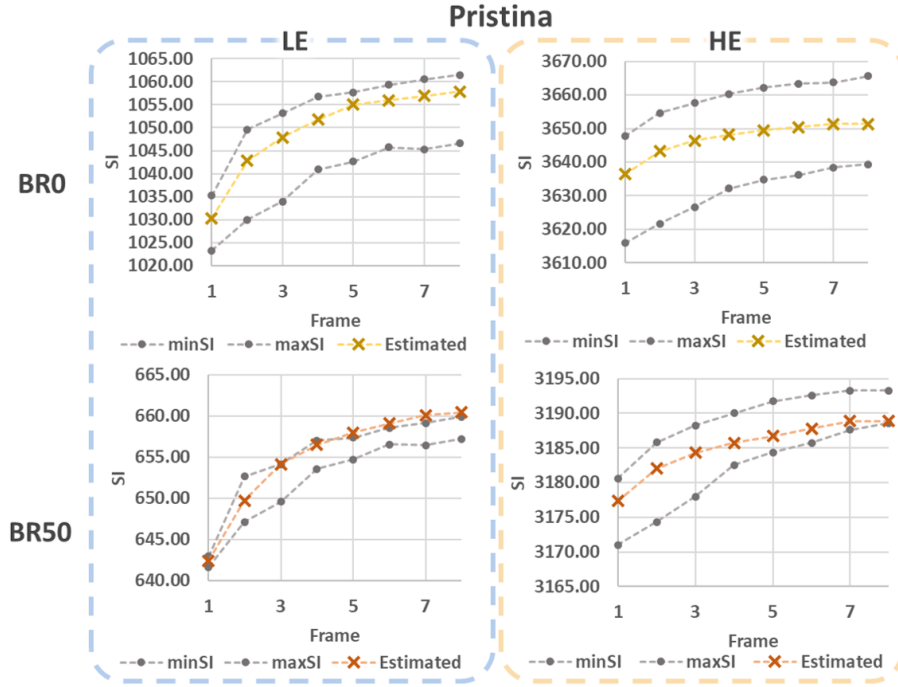 Pristina
LE
HE
BR0
BR50
1065.00
1060.00
1055.00
1050.00
1045.00
1040.00
1035.00
1030.00
1025.00
1020.00
SI
1 3 5 7
Frame
minSI maxSI Estimated
3670.00
3660.00
3650.00
3640.00
3630.00
3620.00
3610.00
SI
1 3 5 7
Frame
minSI maxSI Estimated
665.00
660.00
655.00
650.00
645.00
640.00
SI
1 3 5 7
Frame
minSI maxSI Estimated
3195.00
3190.00
3185.00
3180.00
3175.00
3170.00
3165.00
SI
1 3 5 7
Frame
minSI maxSI Estimated